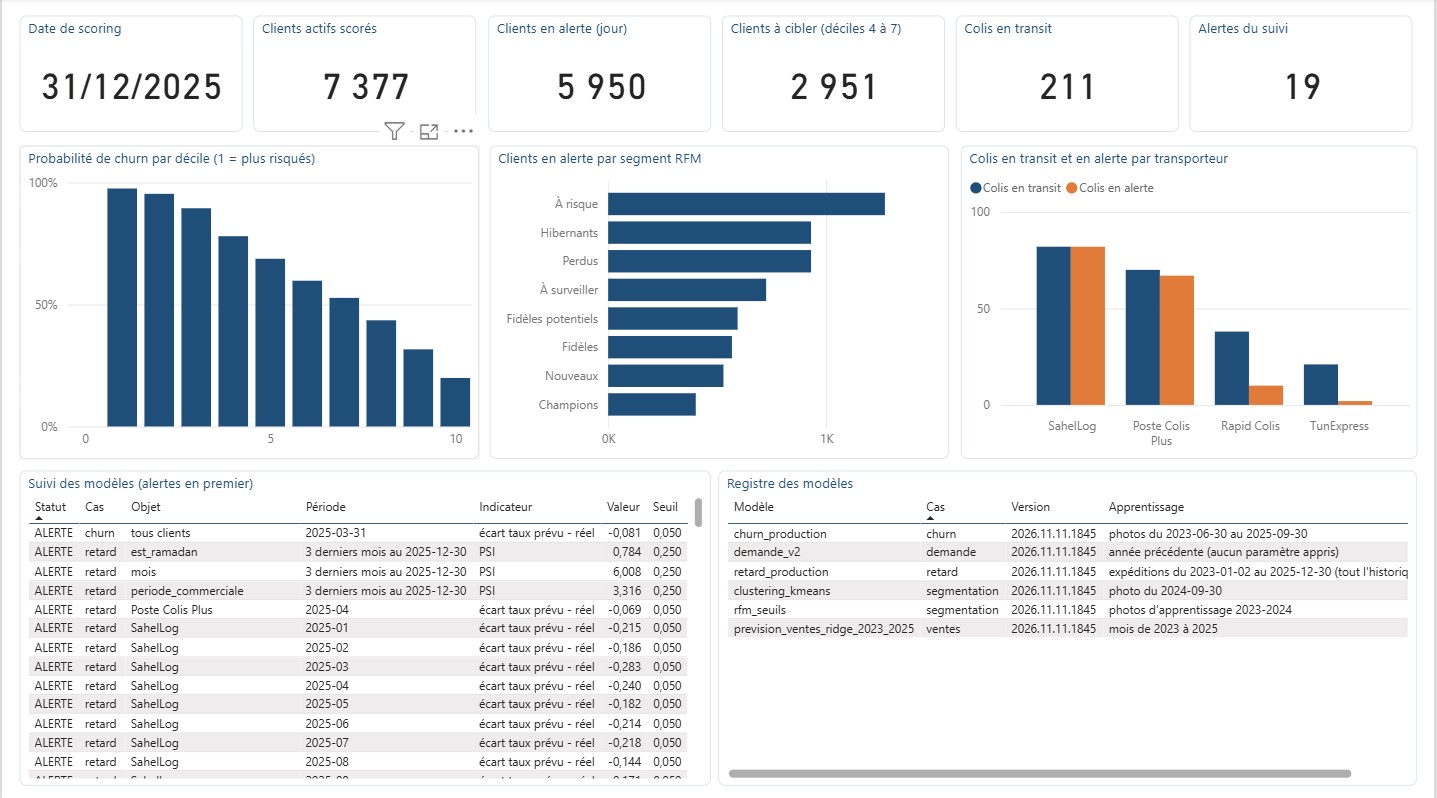 Date de scoring
31/12/2025
Clients actifs scorés
7 377
Clients en alerte (jour)
5 950
Clients à cibler (déciles 4 à 7)
2 951
Colis en transit
211
Alertes du suivi
19
Probabilité de churn par décile (1 = plus risqués)
100%
50%
0%
0 5 10
Clients en alerte par segment RFM
À risque
Hibernants
Perdus
À surveiller
Fidèles potentiels
Fidèles
Nouveaux
Champions
0K 1K
Colis en transit et en alerte par transporteur
Colis en transit Colis en alerte
100
50
0
SahelLog
Poste Colis
Plus
Rapid Colis
TunExpress
Suivi des modèles (alertes en premier)
Statut Cas Objet Période Indicateur Valeur Seuil
ALERTE churn tous clients 2025-03-31 écart taux prévu - réel -0,081 0,050
ALERTE retard est_ramadan 3 derniers mois au 2025-12-30 PSI 0,784 0,250
ALERTE retard mois 3 derniers mois au 2025-12-30 PSI 6,008 0,250
ALERTE retard periode_commerciale 3 derniers mois au 2025-12-30 PSI 3,316 0,250
ALERTE retard Poste Colis Plus 2025-04 écart taux prévu - réel -0,069 0,050
ALERTE retard SahelLog 2025-01 écart taux prévu - réel -0,215 0,050
ALERTE retard SahelLog 2025-02 écart taux prévu - réel -0,186 0,050
ALERTE retard SahelLog 2025-03 écart taux prévu - réel -0,283 0,050
ALERTE retard SahelLog 2025-04 écart taux prévu - réel -0,240 0,050
ALERTE retard SahelLog 2025-05 écart taux prévu - réel -0,182 0,050
ALERTE retard SahelLog 2025-06 écart taux prévu - réel -0,214 0,050
ALERTE retard SahelLog 2025-07 écart taux prévu - réel -0,218 0,050
ALERTE retard SahelLog 2025-08 écart taux prévu - réel -0,144 0,050
Registre des modèles
Modèle Cas Version Apprentissage
churn_production churn 2026.11.11.1845 photos du 2023-06-30 au 2025-09-30
demande_v2 demande 2026.11.11.1845 année précédente (aucun paramètre appris)
retard_production retard 2026.11.11.1845 expéditions du 2023-01-02 au 2025-12-30 (tout l'historiq
clustering_kmeans segmentation 2026.11.11.1845 photo du 2024-09-30
rfm_seuils segmentation 2026.11.11.1845 photos d'apprentissage 2023-2024
prevision_ventes_ridge_2023_2025 ventes 2026.11.11.1845 mois de 2023 à 2025